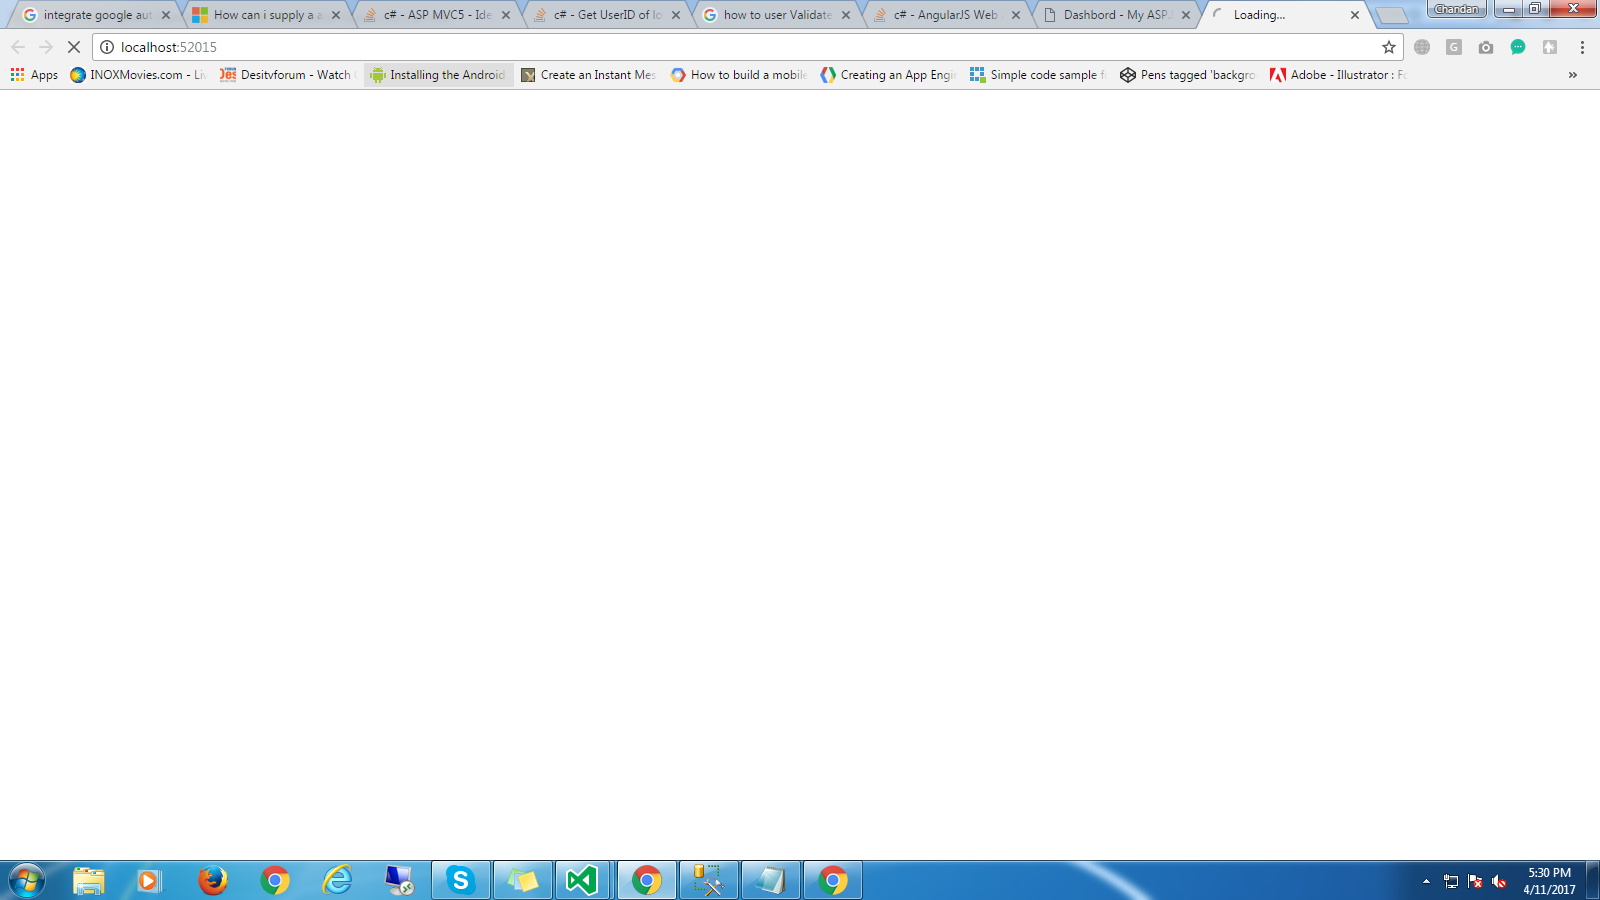 integrate google aut
How can i supply a a
c# - ASP MVC5 - Ide
c# - Get UserID of lo
how to user Validate
c# - AngularJS Web
Dashbord - My ASP.
Loading...
Chandan
localhost:52015
Apps
INOXMovies.com - Liv
Desitvforum - Watch
Installing the Android
Create an Instant Mes
How to build a mobile
Creating an App Engi
Simple code sample f
Pens tagged 'backgro
Adobe - Illustrator : Fo
5:30 PM
4/11/2017